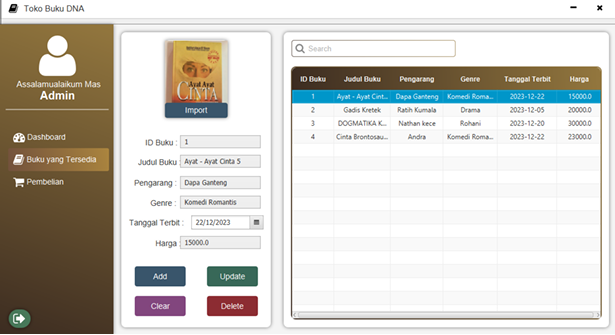 Toko Buku DNA
Assalamualaikum Mas
Admin
Dashboard
Buku yang Tersedia
Pembelian
Ayat Ayat
CINTA
Import
ID Buku : 1
Judul Buku Ayat - Ayat Cinta 5
Pengarang : Dapa Ganteng
Genre : Komedi Romantis
Tanggal Terbit : 22/12/2023
Harga : 15000.0
Add Update
Clear Delete
Search
ID Buku Judul Buku Pengarang Genre Tanggal Terbit Harga
1 Ayat - Ayat Cint... Dapa Ganteng Komedi Roma... 2023-12-22 15000.0
2 Gadis Kretek Ratih Kumala Drama 2023-12-05 20000.0
3 DOGMATIKA K... Nathan kece Rohani 2023-12-20 30000.0
4 Cinta Brontosau... Andra Komedi Roma... 2023-12-22 23000.0